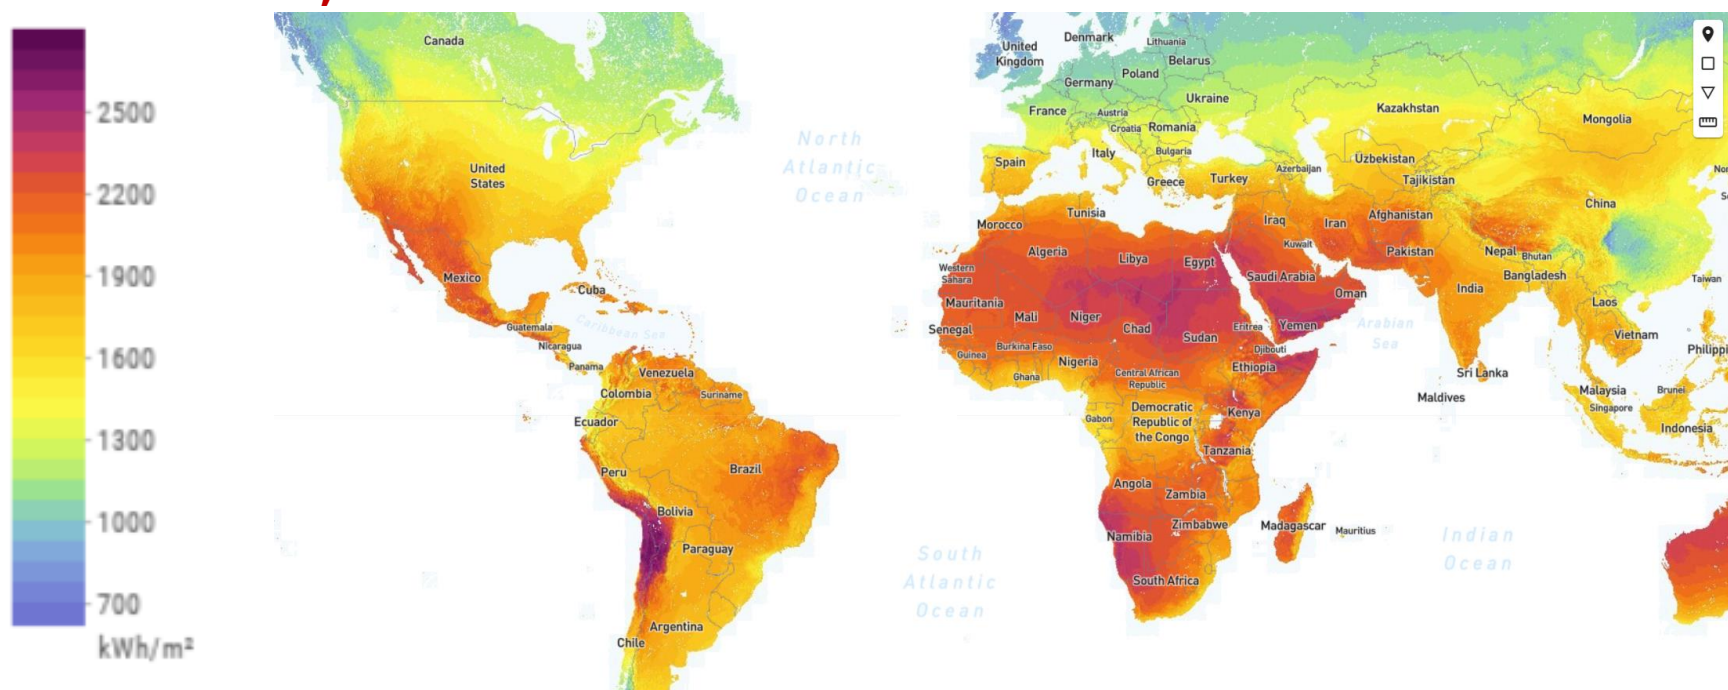 2500
2200
1900
1600
1300
1000
700
kWh/m²
Canada
United
States
Mexico
Cuba
Guatemala
Caribbean Sea
Nicaragua
Panama
Venezuela
Colombia
Suriname
Ecuador
Peru
Brazil
Bolivia
Paraguay
Argentina
Chile
North
Atlantic
Ocean
South
Atlantic
Ocean
United
Kingdom
Denmark
Lithuania
Belarus
Poland
Germany
Ukraine
France
Austria
Croatia
Romania
Bulgaria
Italy
Spain
Greece
Turkey
Azerbaijan
Kazakhstan
Mongolia
Uzbekistan
Tajikistan
China
Afghanistan
Iran
Iraq
Kuwait
Pakistan
Nepal
Bhutan
Bangladesh
India
Taiwan
Laos
Vietnam
Sri Lanka
Maldives
Malaysia
Brunei
Singapore
Indonesia
Morocco
Tunisia
Algeria
Libya
Egypt
Saudi Arabia
Oman
Yemen
Arabian
Sea
Western
Sahara
Mauritania
Mali
Niger
Chad
Sudan
Eritrea
Djibouti
Senegal
Guinea
Burkina Faso
Ghana
Nigeria
Central African
Republic
Ethiopia
Gabon
Democratic
Republic of
the Congo
Kenya
Tanzania
Angola
Zambia
Zimbabwe
Namibia
South Africa
Madagascar
Mauritius
Indian
Ocean